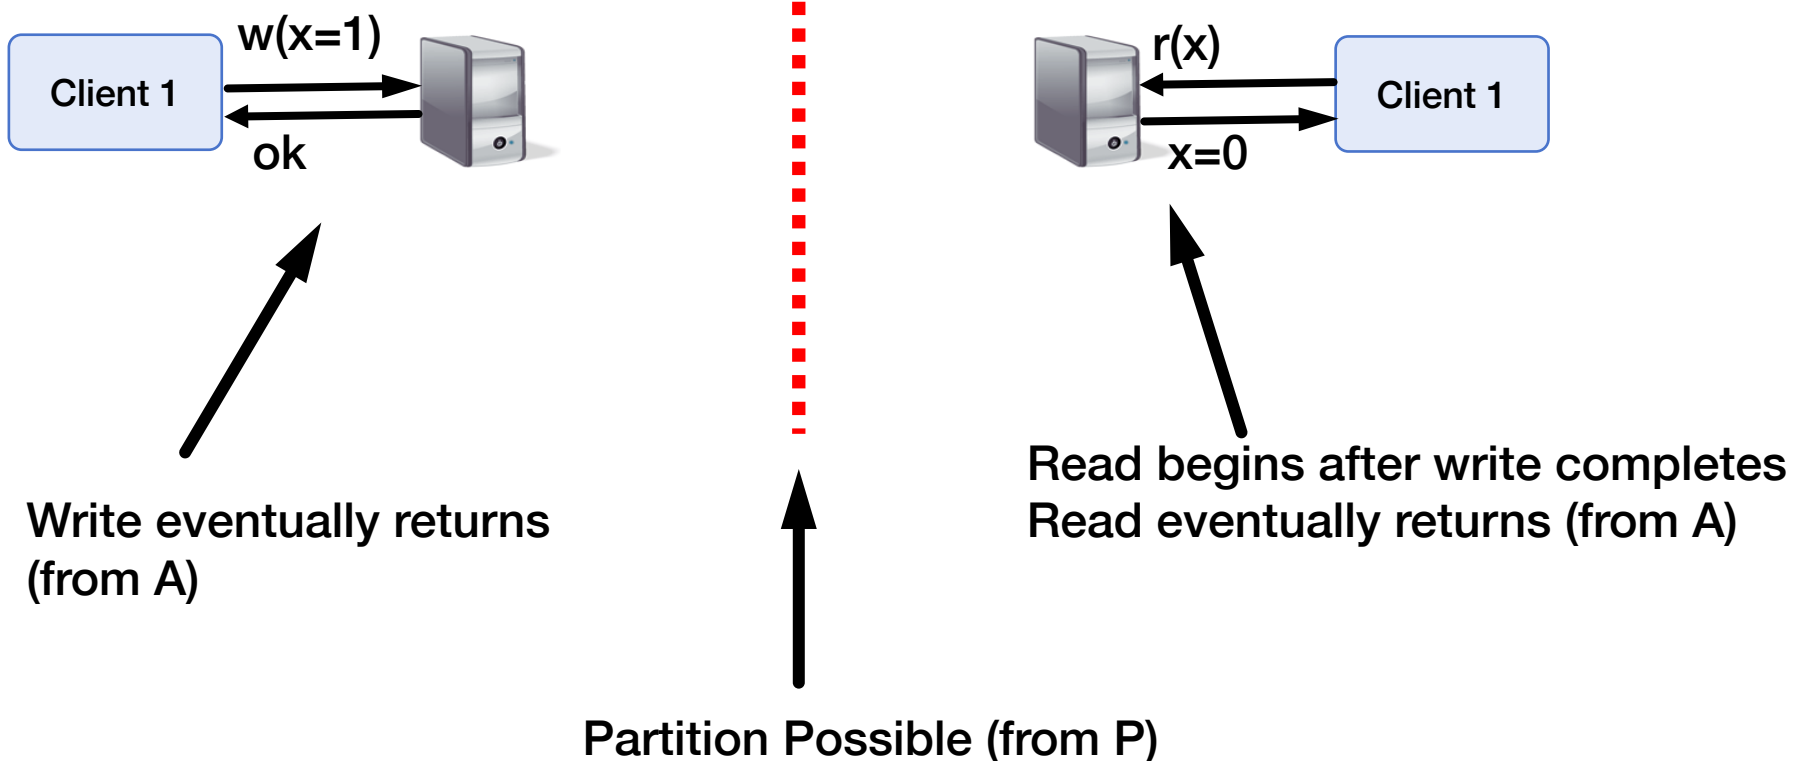 w(x=1)
Client 1
ok
r(x)
Client 1
x=0
Write eventually returns
(from A)
Read begins after write completes
Read eventually returns (from A)
Partition Possible (from P)